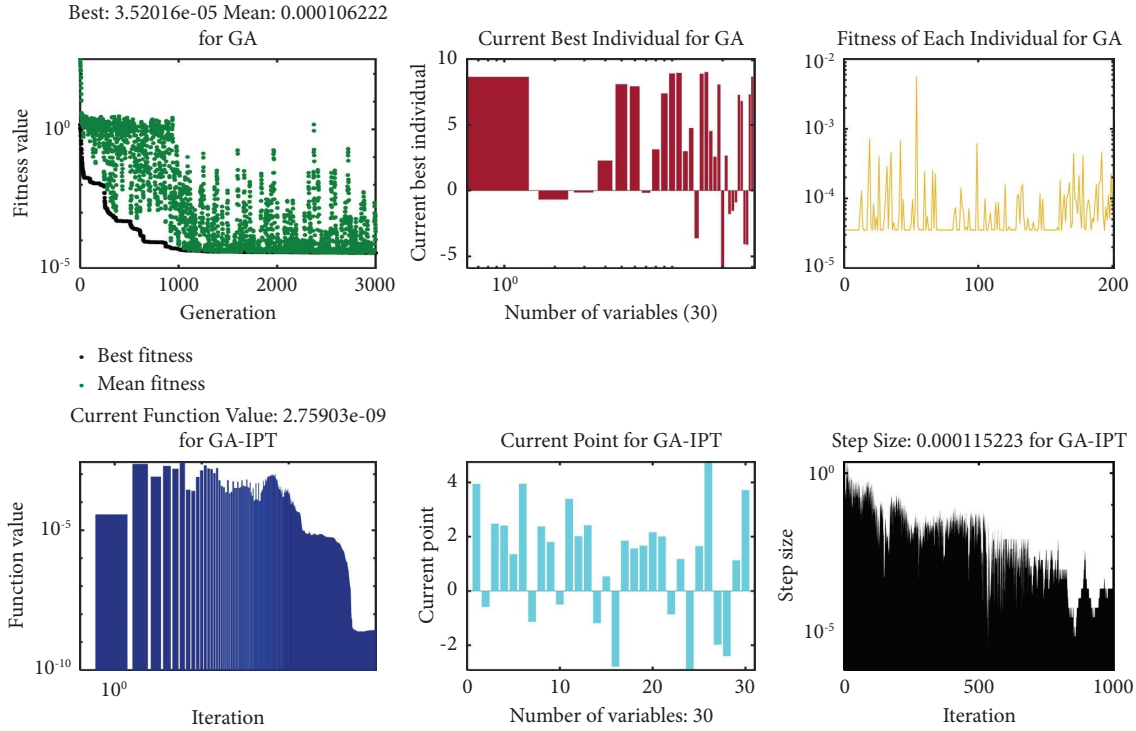 Best: 3.52016e-05 Mean: 0.000106222
for GA
Fitness value
10^0
10^-5
0
1000
2000
3000
Generation
• Best fitness
• Mean fitness
Current Best Individual for GA
Current best individual
10
5
0
-5
10^0
Number of variables (30)
Fitness of Each Individual for GA
10^-2
10^-3
10^-4
10^-5
0
100
200
Current Function Value: 2.75903e-09
for GA-IPT
Function value
10^-5
10^-10
10^0
Iteration
Current Point for GA-IPT
Current point
4
2
0
-2
0
10
20
30
Number of variables: 30
Step Size: 0.000115223 for GA-IPT
Step size
10^0
10^-5
0
500
1000
Iteration